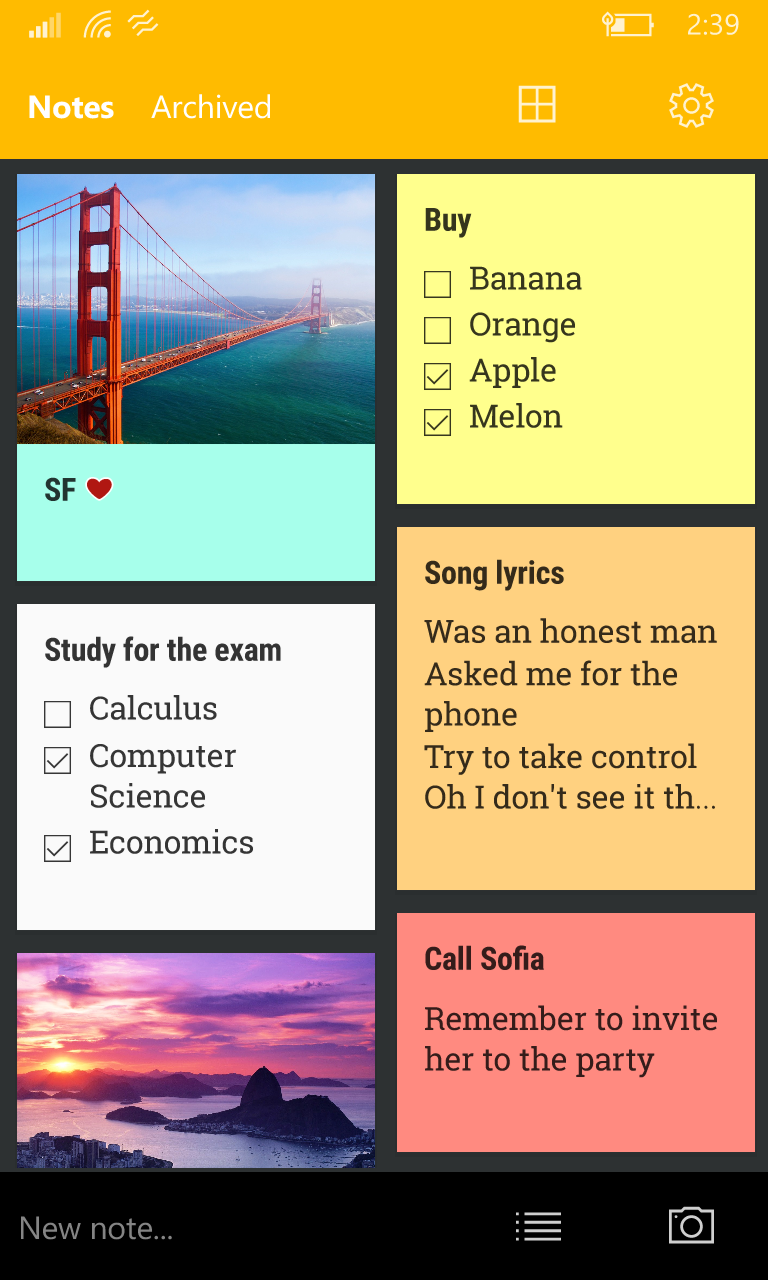 2:39
Notes Archived
SF ❤
Study for the exam
Calculus
Computer
Science
Economics
Buy
Banana
Orange
Apple
Melon
Song lyrics
Was an honest man
Asked me for the
phone
Try to take control
Oh I don't see it th...
Call Sofia
Remember to invite
her to the party
New note...